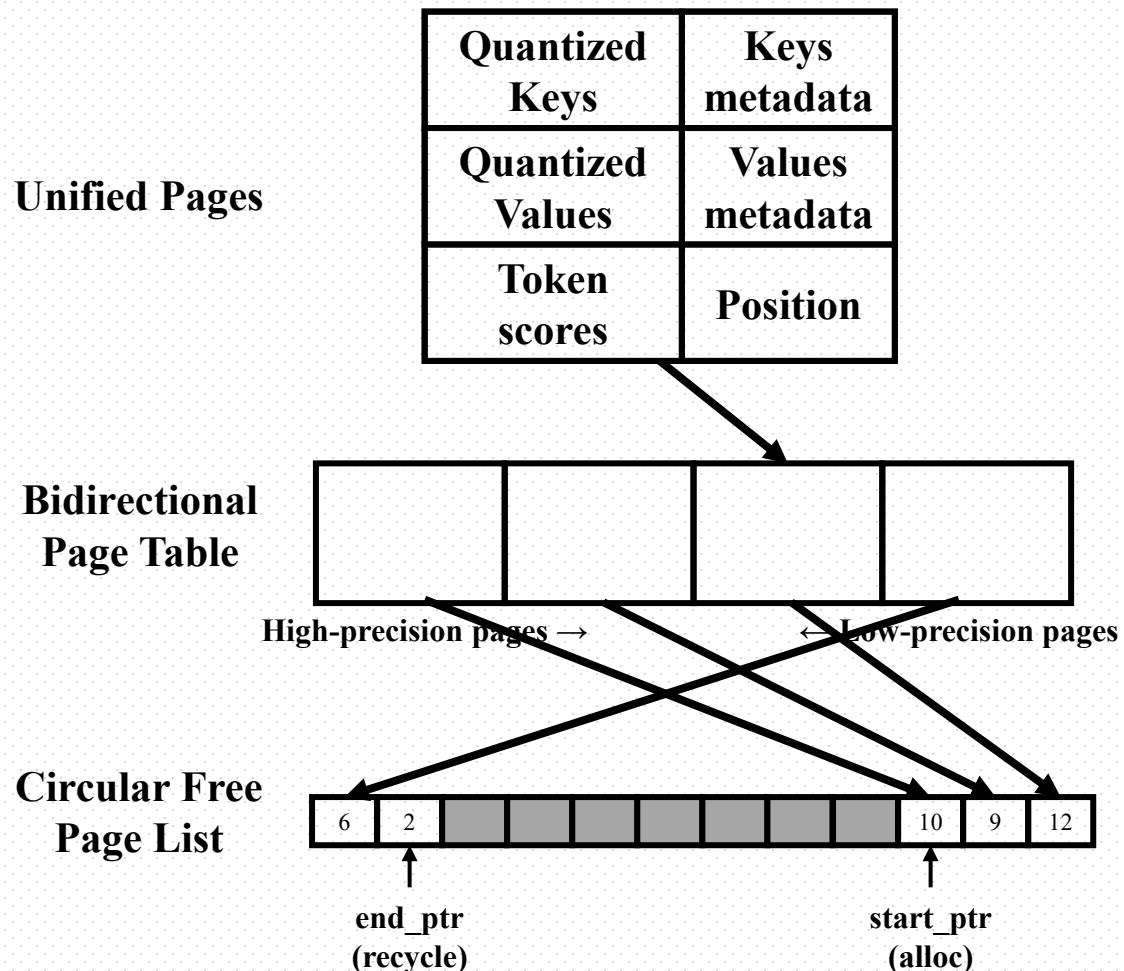 Quantized
Keys
Keys
metadata
Unified Pages
Quantized
Values
Values
metadata
Token
scores
Position
Bidirectional
Page Table
High-precision pages →
← Low-precision pages
Circular Free
Page List
6 2 10 9 12
end_ptr
(recycle)
start_ptr
(alloc)